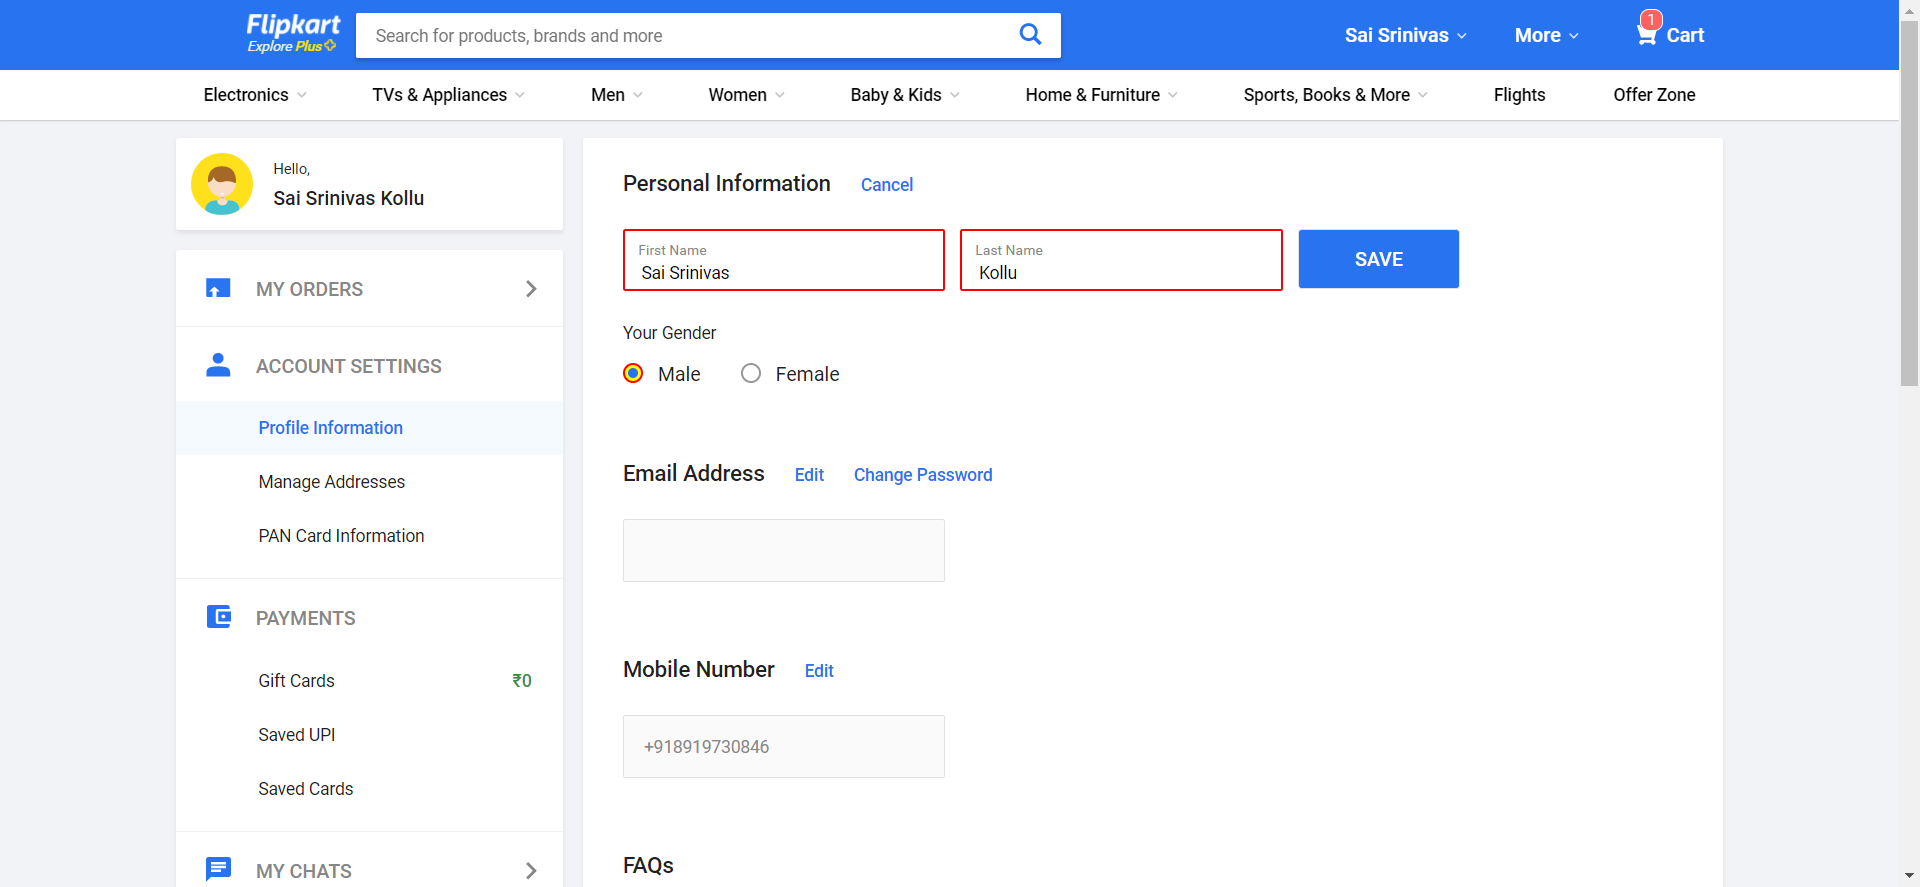 Flipkart
Explore Plus
Search for products, brands and more
Sai Srinivas
More
1
Cart
Electronics
TVs & Appliances
Men
Women
Baby & Kids
Home & Furniture
Sports, Books & More
Flights
Offer Zone
Hello,
Sai Srinivas Kollu
MY ORDERS
ACCOUNT SETTINGS
Profile Information
Manage Addresses
PAN Card Information
PAYMENTS
Gift Cards ₹0
Saved UPI
Saved Cards
MY CHATS
Personal Information Cancel
First Name
Sai Srinivas
Last Name
Kollu
SAVE
Your Gender
Male Female
Email Address Edit Change Password
Mobile Number Edit
+918919730846
FAQs